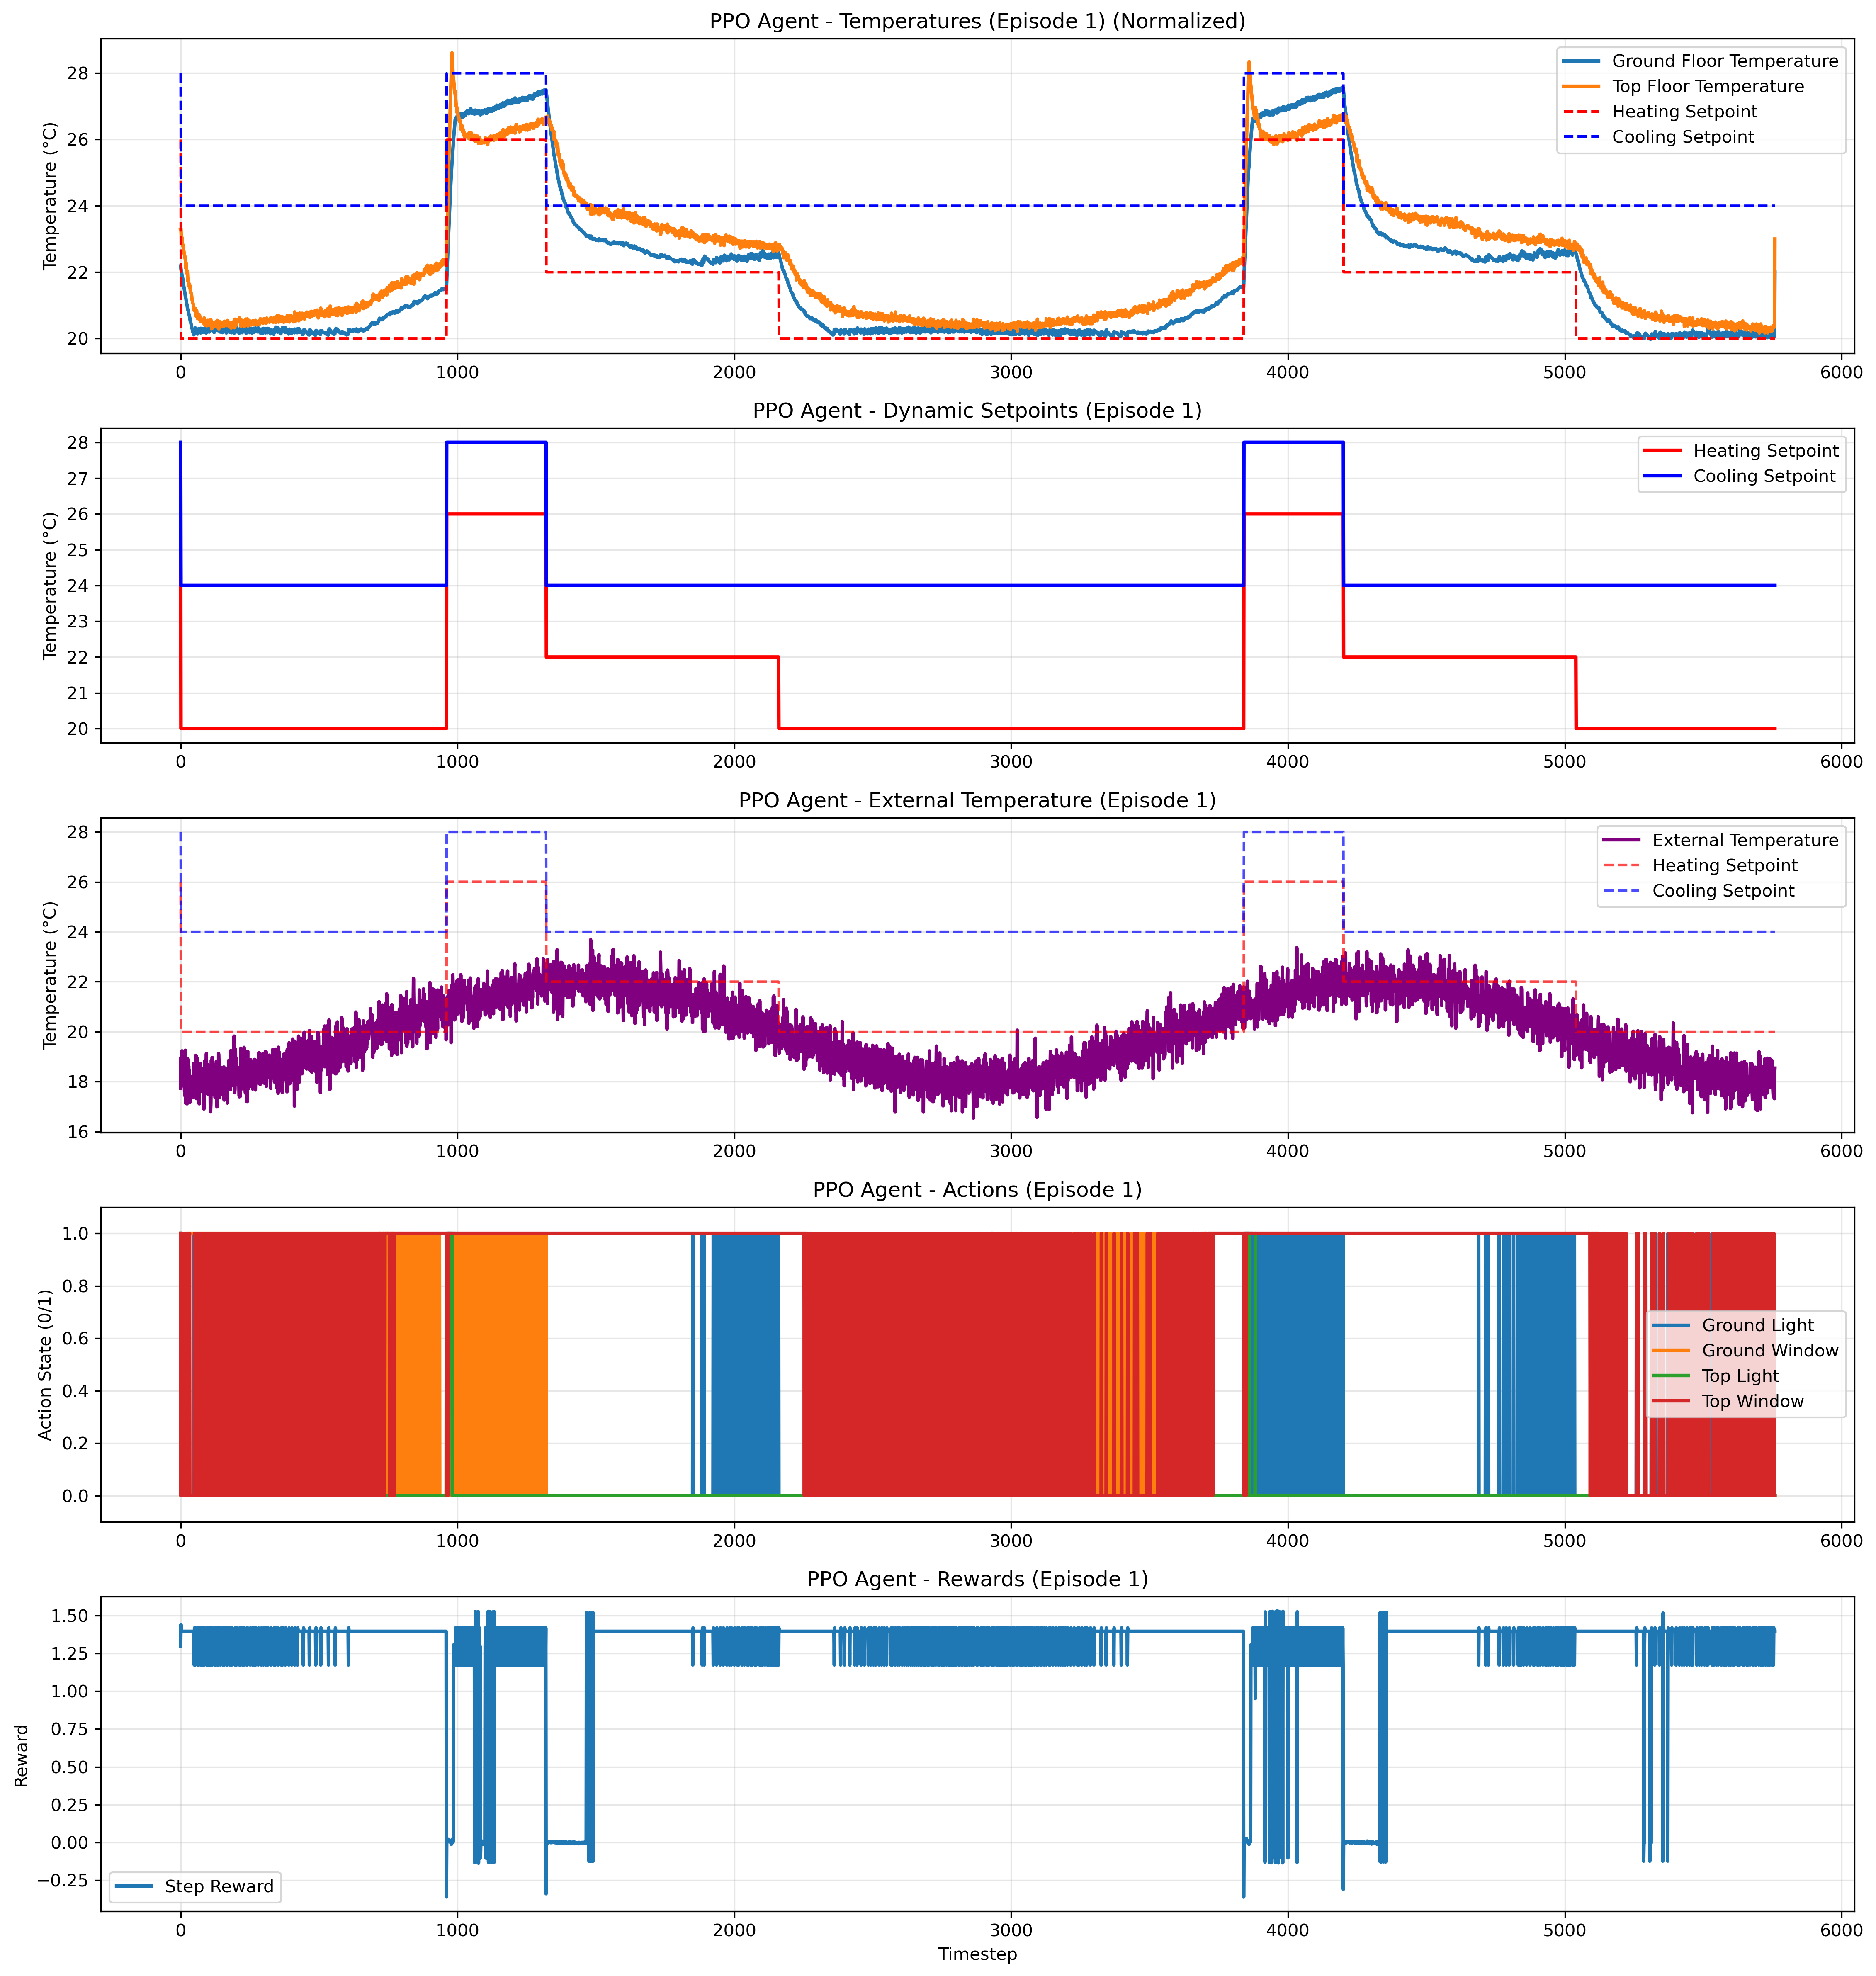 PPO Agent - Temperatures (Episode 1) (Normalized)
Temperature (°C)
28
26
24
22
20
Ground Floor Temperature
Top Floor Temperature
Heating Setpoint
Cooling Setpoint
0 1000 2000 3000 4000 5000 6000
PPO Agent - Dynamic Setpoints (Episode 1)
Temperature (°C)
28
27
26
25
24
23
22
21
20
Heating Setpoint
Cooling Setpoint
0 1000 2000 3000 4000 5000 6000
PPO Agent - External Temperature (Episode 1)
Temperature (°C)
28
26
24
22
20
18
16
External Temperature
Heating Setpoint
Cooling Setpoint
0 1000 2000 3000 4000 5000 6000
PPO Agent - Actions (Episode 1)
Action State (0/1)
1.0
0.8
0.6
0.4
0.2
0.0
Ground Light
Ground Window
Top Light
Top Window
0 1000 2000 3000 4000 5000 6000
PPO Agent - Rewards (Episode 1)
Reward
1.50
1.25
1.00
0.75
0.50
0.25
0.00
−0.25
Step Reward
0 1000 2000 3000 4000 5000 6000
Timestep